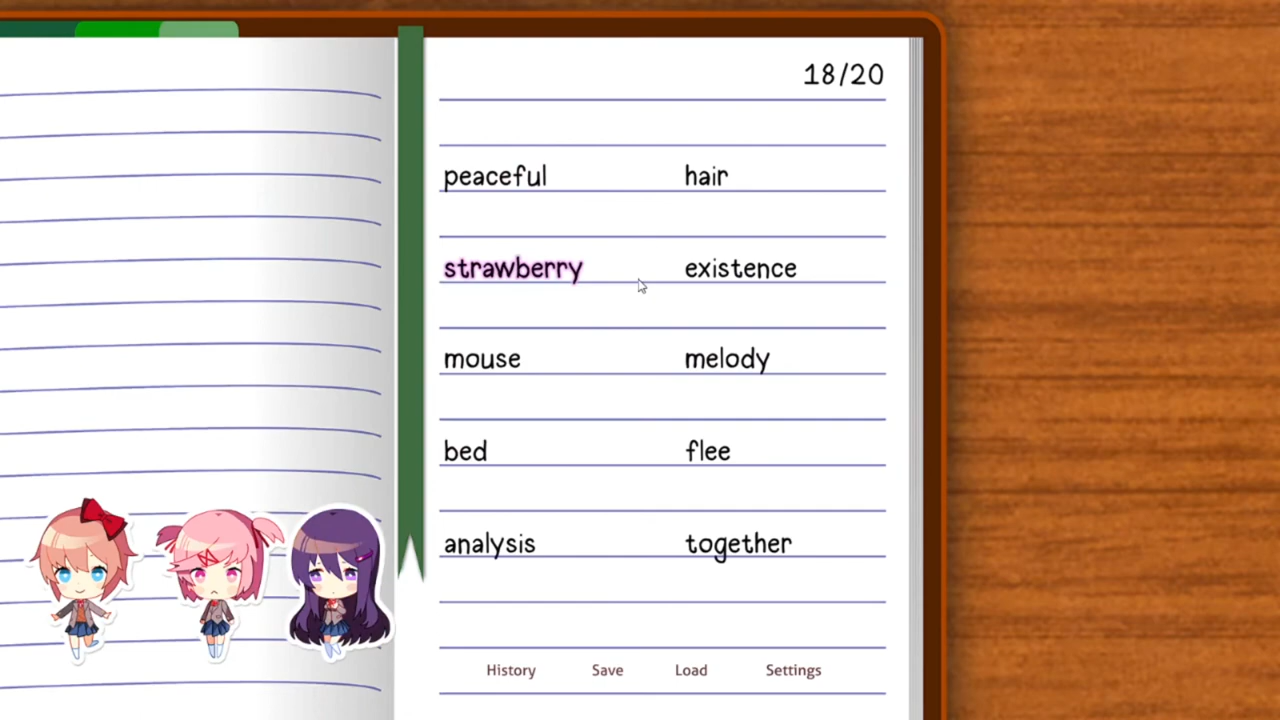 18/20
peaceful hair
strawberry existence
mouse melody
bed flee
analysis together
History Save Load Settings